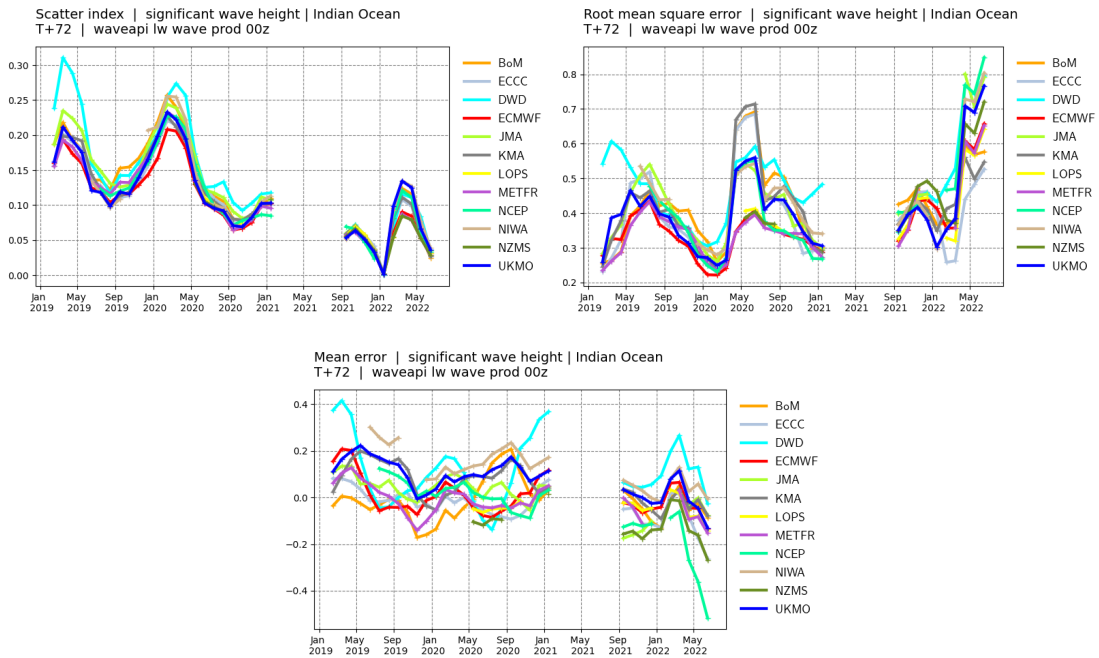 Scatter index | significant wave height | Indian Ocean
T+72 | waveapi lw wave prod 00z
0.30
0.25
0.20
0.15
0.10
0.05
0.00
Jan 2019
May 2019
Sep 2019
Jan 2020
May 2020
Sep 2020
Jan 2021
May 2021
Sep 2021
Jan 2022
May 2022
BoM
ECCC
DWD
ECMWF
JMA
KMA
LOPS
METFR
NCEP
NIWA
NZMS
UKMO
Root mean square error | significant wave height | Indian Ocean
T+72 | waveapi lw wave prod 00z
0.8
0.7
0.6
0.5
0.4
0.3
0.2
Jan 2019
May 2019
Sep 2019
Jan 2020
May 2020
Sep 2020
Jan 2021
May 2021
Sep 2021
Jan 2022
May 2022
BoM
ECCC
DWD
ECMWF
JMA
KMA
LOPS
METFR
NCEP
NIWA
NZMS
UKMO
Mean error | significant wave height | Indian Ocean
T+72 | waveapi lw wave prod 00z
0.4
0.2
0.0
−0.2
−0.4
Jan 2019
May 2019
Sep 2019
Jan 2020
May 2020
Sep 2020
Jan 2021
May 2021
Sep 2021
Jan 2022
May 2022
BoM
ECCC
DWD
ECMWF
JMA
KMA
LOPS
METFR
NCEP
NIWA
NZMS
UKMO